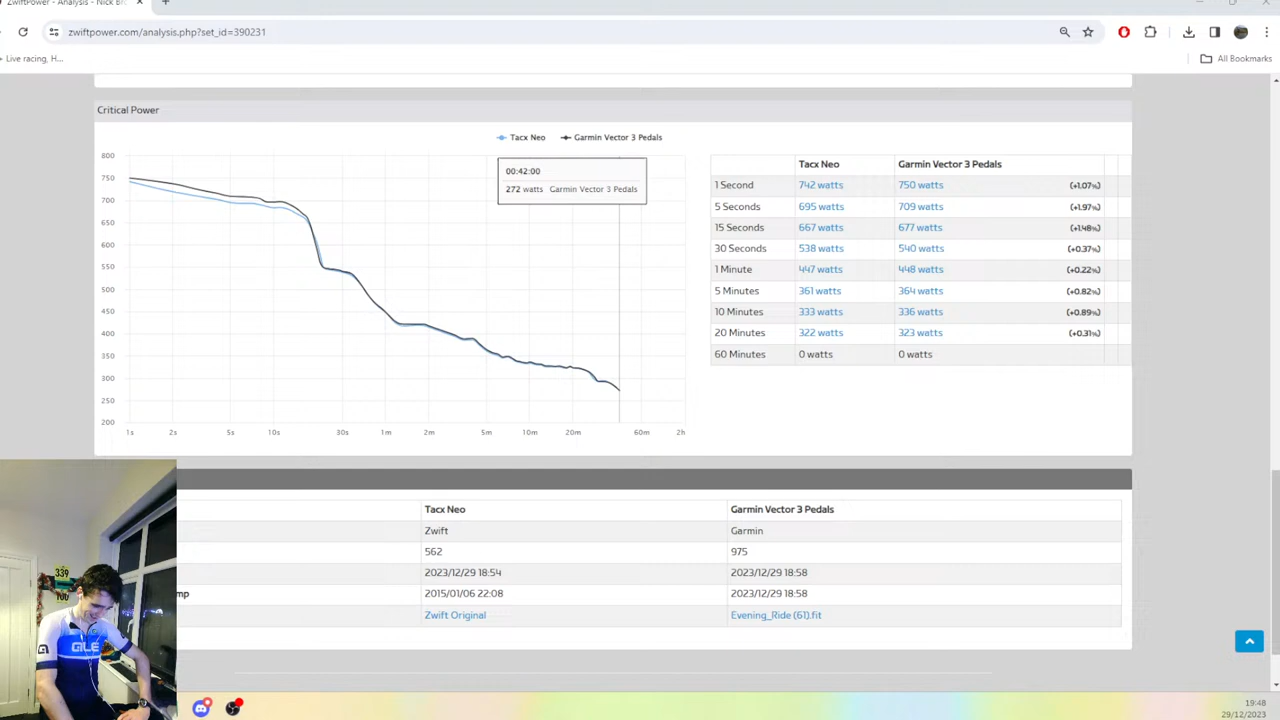 ZwiftPower - Analysis - Nick Br
zwiftpower.com/analysis.php?set_id=390231
Live racing, H...
All Bookmarks
Critical Power
Tacx Neo Garmin Vector 3 Pedals
800
750
700
650
600
550
500
450
400
350
300
250
200
00:42:00
272 watts Garmin Vector 3 Pedals
1s 2s 5s 10s 30s 1m 2m 5m 10m 20m 60m 2h
Tacx Neo Garmin Vector 3 Pedals
1 Second 742 watts 750 watts (+1.07%)
5 Seconds 695 watts 709 watts (+1.97%)
15 Seconds 667 watts 677 watts (+1.48%)
30 Seconds 538 watts 540 watts (+0.37%)
1 Minute 447 watts 448 watts (+0.22%)
5 Minutes 361 watts 364 watts (+0.82%)
10 Minutes 333 watts 336 watts (+0.89%)
20 Minutes 322 watts 323 watts (+0.31%)
60 Minutes 0 watts 0 watts
Tacx Neo Garmin Vector 3 Pedals
Zwift Garmin
562 975
2023/12/29 18:54 2023/12/29 18:58
mp 2015/01/06 22:08 2023/12/29 18:58
Zwift Original Evening_Ride (61).fit
339
ALE
19:48
29/12/2023